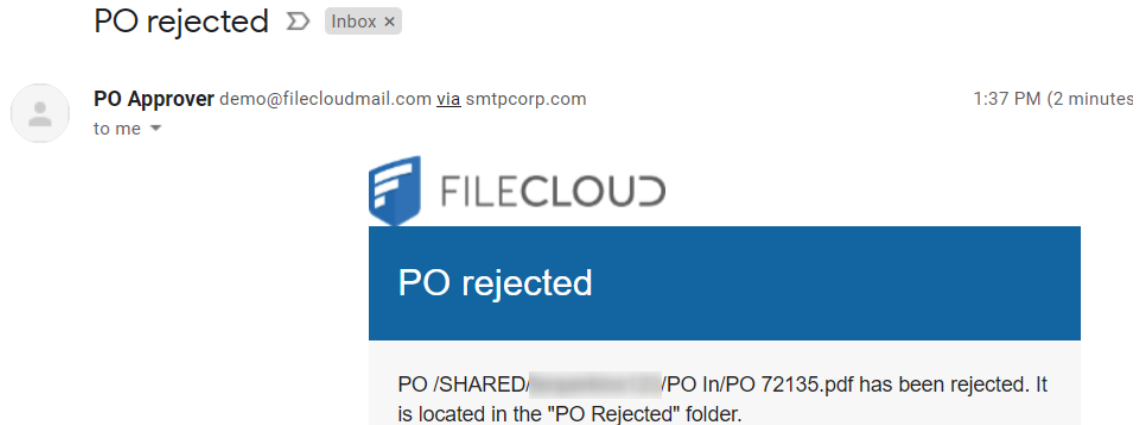 PO rejected Inbox ×
PO Approver demo@filecloudmail.com via smtpcorp.com 1:37 PM (2 minutes
to me
FILECLOUD
PO rejected
PO /SHARED/ /PO In/PO 72135.pdf has been rejected. It
is located in the "PO Rejected" folder.